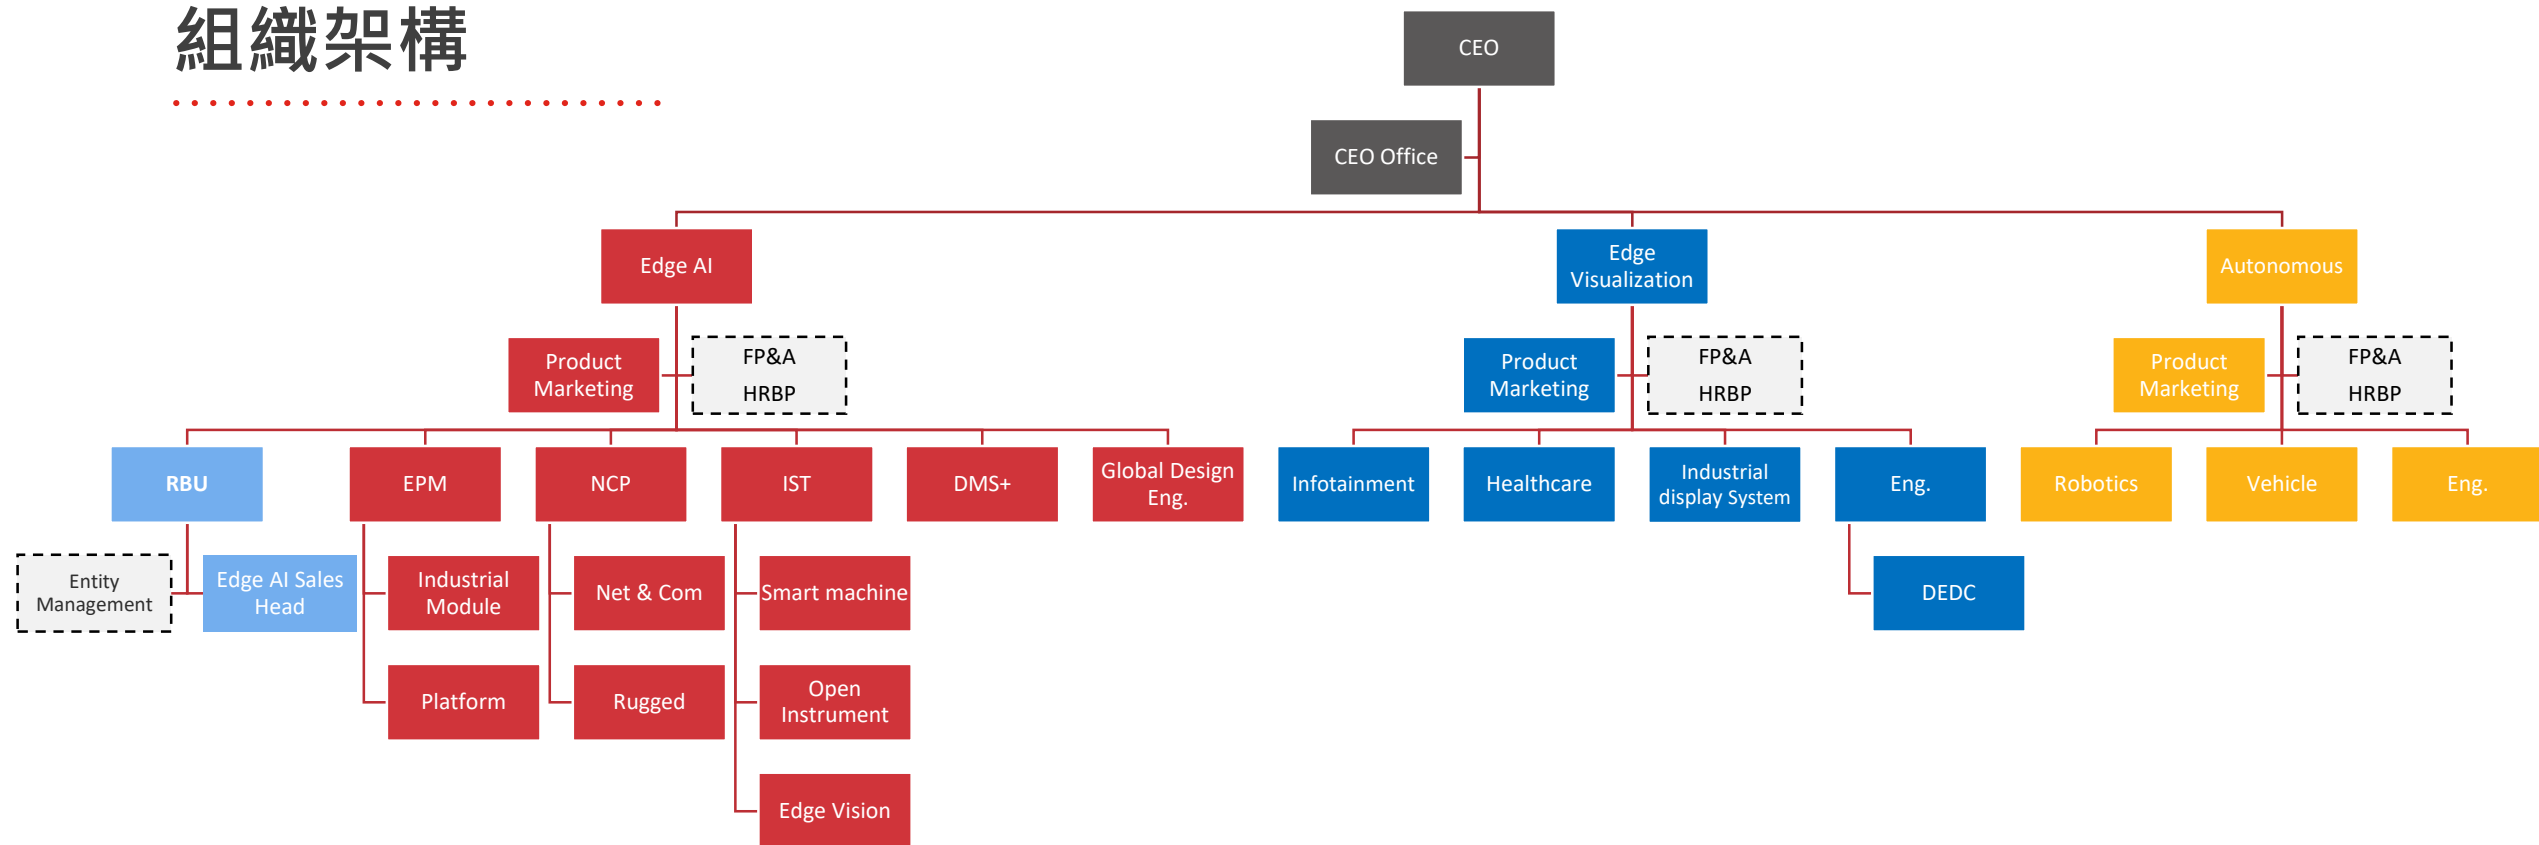 組織架構
CEO
CEO Office
Edge AI
Edge
Visualization
Autonomous
Product
Marketing
FP&A
HRBP
Product
Marketing
FP&A
HRBP
Product
Marketing
FP&A
HRBP
RBU
EPM
NCP
IST
DMS+
Global Design
Eng.
Infotainment
Healthcare
Industrial
display System
Eng.
Robotics
Vehicle
Eng.
Entity
Management
Edge AI Sales
Head
Industrial
Module
Net & Com
Smart machine
DEDC
Platform
Rugged
Open
Instrument
Edge Vision